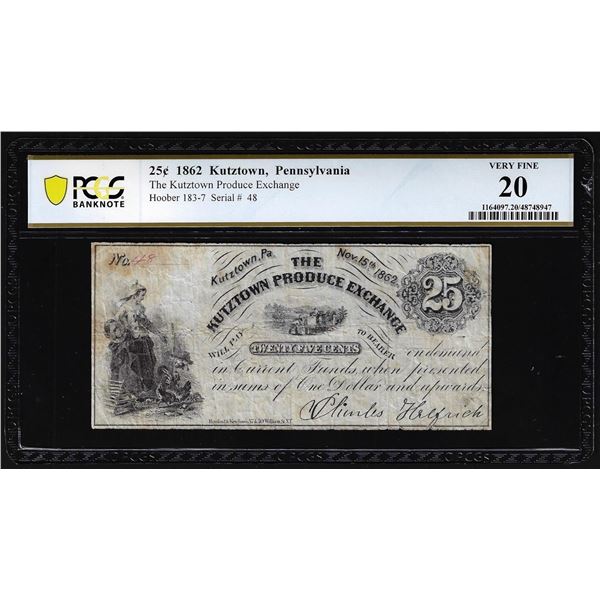 PCGS
BANKNOTE
25¢ 1862 Kutztown, Pennsylvania
The Kutztown Produce Exchange
Hoober 183-7 Serial # 48
VERY FINE
20
1164097.20/48748947
No. 48
Kutztown, Pa. Nov. 15th 1862
THE
KUTZTOWN PRODUCE EXCHANGE
25
WILL PAY TO BEARER
TWENTY FIVE CENTS on demand
in Current Funds, when presented
in sums of One Dollar and upwards.
Charles Helfrich